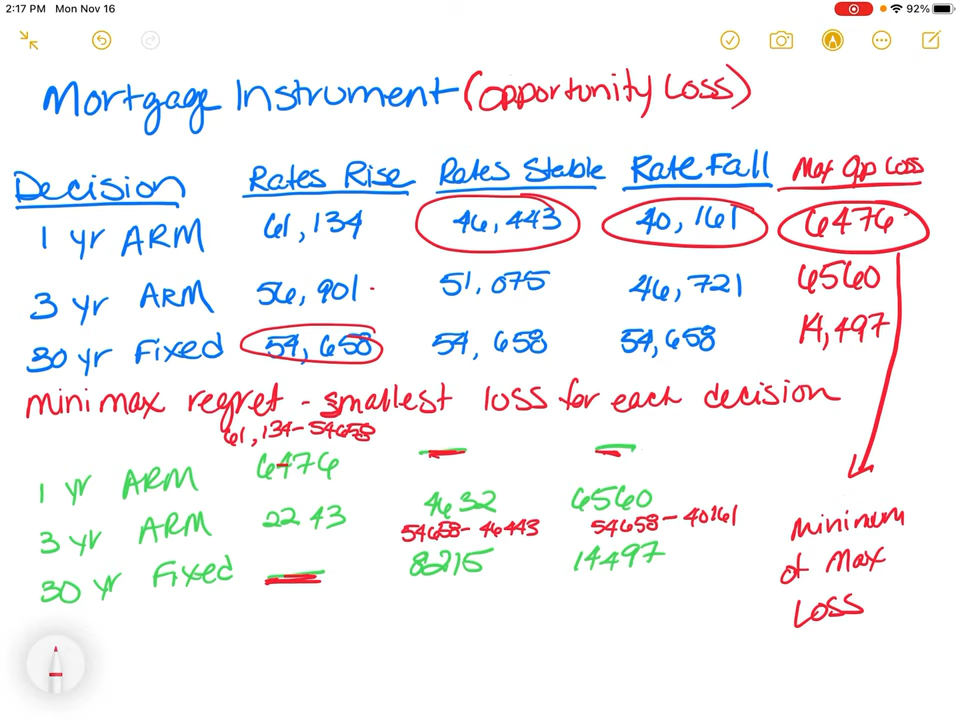 2:17 PM Mon Nov 16 92%
Mortgage Instrument (Opportunity Loss)
Decision Rates Rise Rates Stable Rate Fall Max Op Loss
1 yr ARM 61,134 46,443 40,161 6476
3 yr ARM 56,901 51,075 46,721 6560
30 yr Fixed 54,658 54,658 54,658 14,497
minimax regret - smallest loss for each decision
61,134-54658
1 yr ARM 6476 — —
3 yr ARM 2243 4632 6560
54658-46443 54658-40161
30 yr Fixed — 8215 14497
Minimum
of Max
Loss